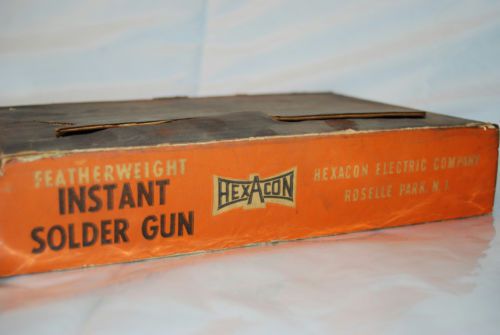 FEATHERWEIGHT
INSTANT
SOLDER GUN
HEXACON
HEXACON ELECTRIC COMPANY
ROSELLE PARK, N. J.